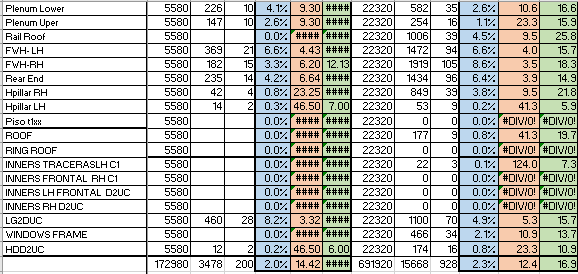 Plenum Lower 5580 226 10 4.1% 9.30 #### 22320 582 35 2.6% 10.6 16.6
Plenum Uper 5580 147 10 2.6% 9.30 #### 22320 254 16 1.1% 23.3 15.9
Rail Roof 5580 0.0% #### #### 22320 1006 39 4.5% 9.5 25.8
FWH- LH 5580 369 21 6.6% 4.43 #### 22320 1472 94 6.6% 4.0 15.7
FWH-RH 5580 182 15 3.3% 6.20 12.13 22320 1919 105 8.6% 3.5 18.3
Rear End 5580 235 14 4.2% 6.64 #### 22320 1434 96 6.4% 3.9 14.9
Hpillar RH 5580 42 4 0.8% 23.25 #### 22320 849 39 3.8% 9.5 21.8
Hpillar LH 5580 14 2 0.3% 46.50 7.00 22320 53 9 0.2% 41.3 5.9
Piso t1xx 5580 0.0% #### #### 22320 0 0 0.0% #DIV/0! #DIV/0!
ROOF 5580 0.0% #### #### 22320 177 9 0.8% 41.3 19.7
RING ROOF 5580 0.0% #### #### 22320 0 0 0.0% #DIV/0! #DIV/0!
INNERS TRACERASLH C1 5580 0.0% #### #### 22320 22 3 0.1% 124.0 7.3
INNERS FRONTAL RH C1 5580 0.0% #### #### 22320 0 0 0.0% #DIV/0! #DIV/0!
INNERS LH FRONTAL D2UC 5580 0.0% #### #### 22320 0 0 0.0% #DIV/0! #DIV/0!
INNERS RH D2UC 5580 0.0% #### #### 22320 0 0 0.0% #DIV/0! #DIV/0!
LG2DUC 5580 460 28 8.2% 3.32 #### 22320 1100 70 4.9% 5.3 15.7
WINDOWS FRAME 5580 0.0% #### #### 22320 466 34 2.1% 10.9 13.7
HDD2UC 5580 12 2 0.2% 46.50 6.00 22320 174 16 0.8% 23.3 10.9
172980 3478 200 2.0% 14.42 #### 691920 15668 928 2.3% 12.4 16.9